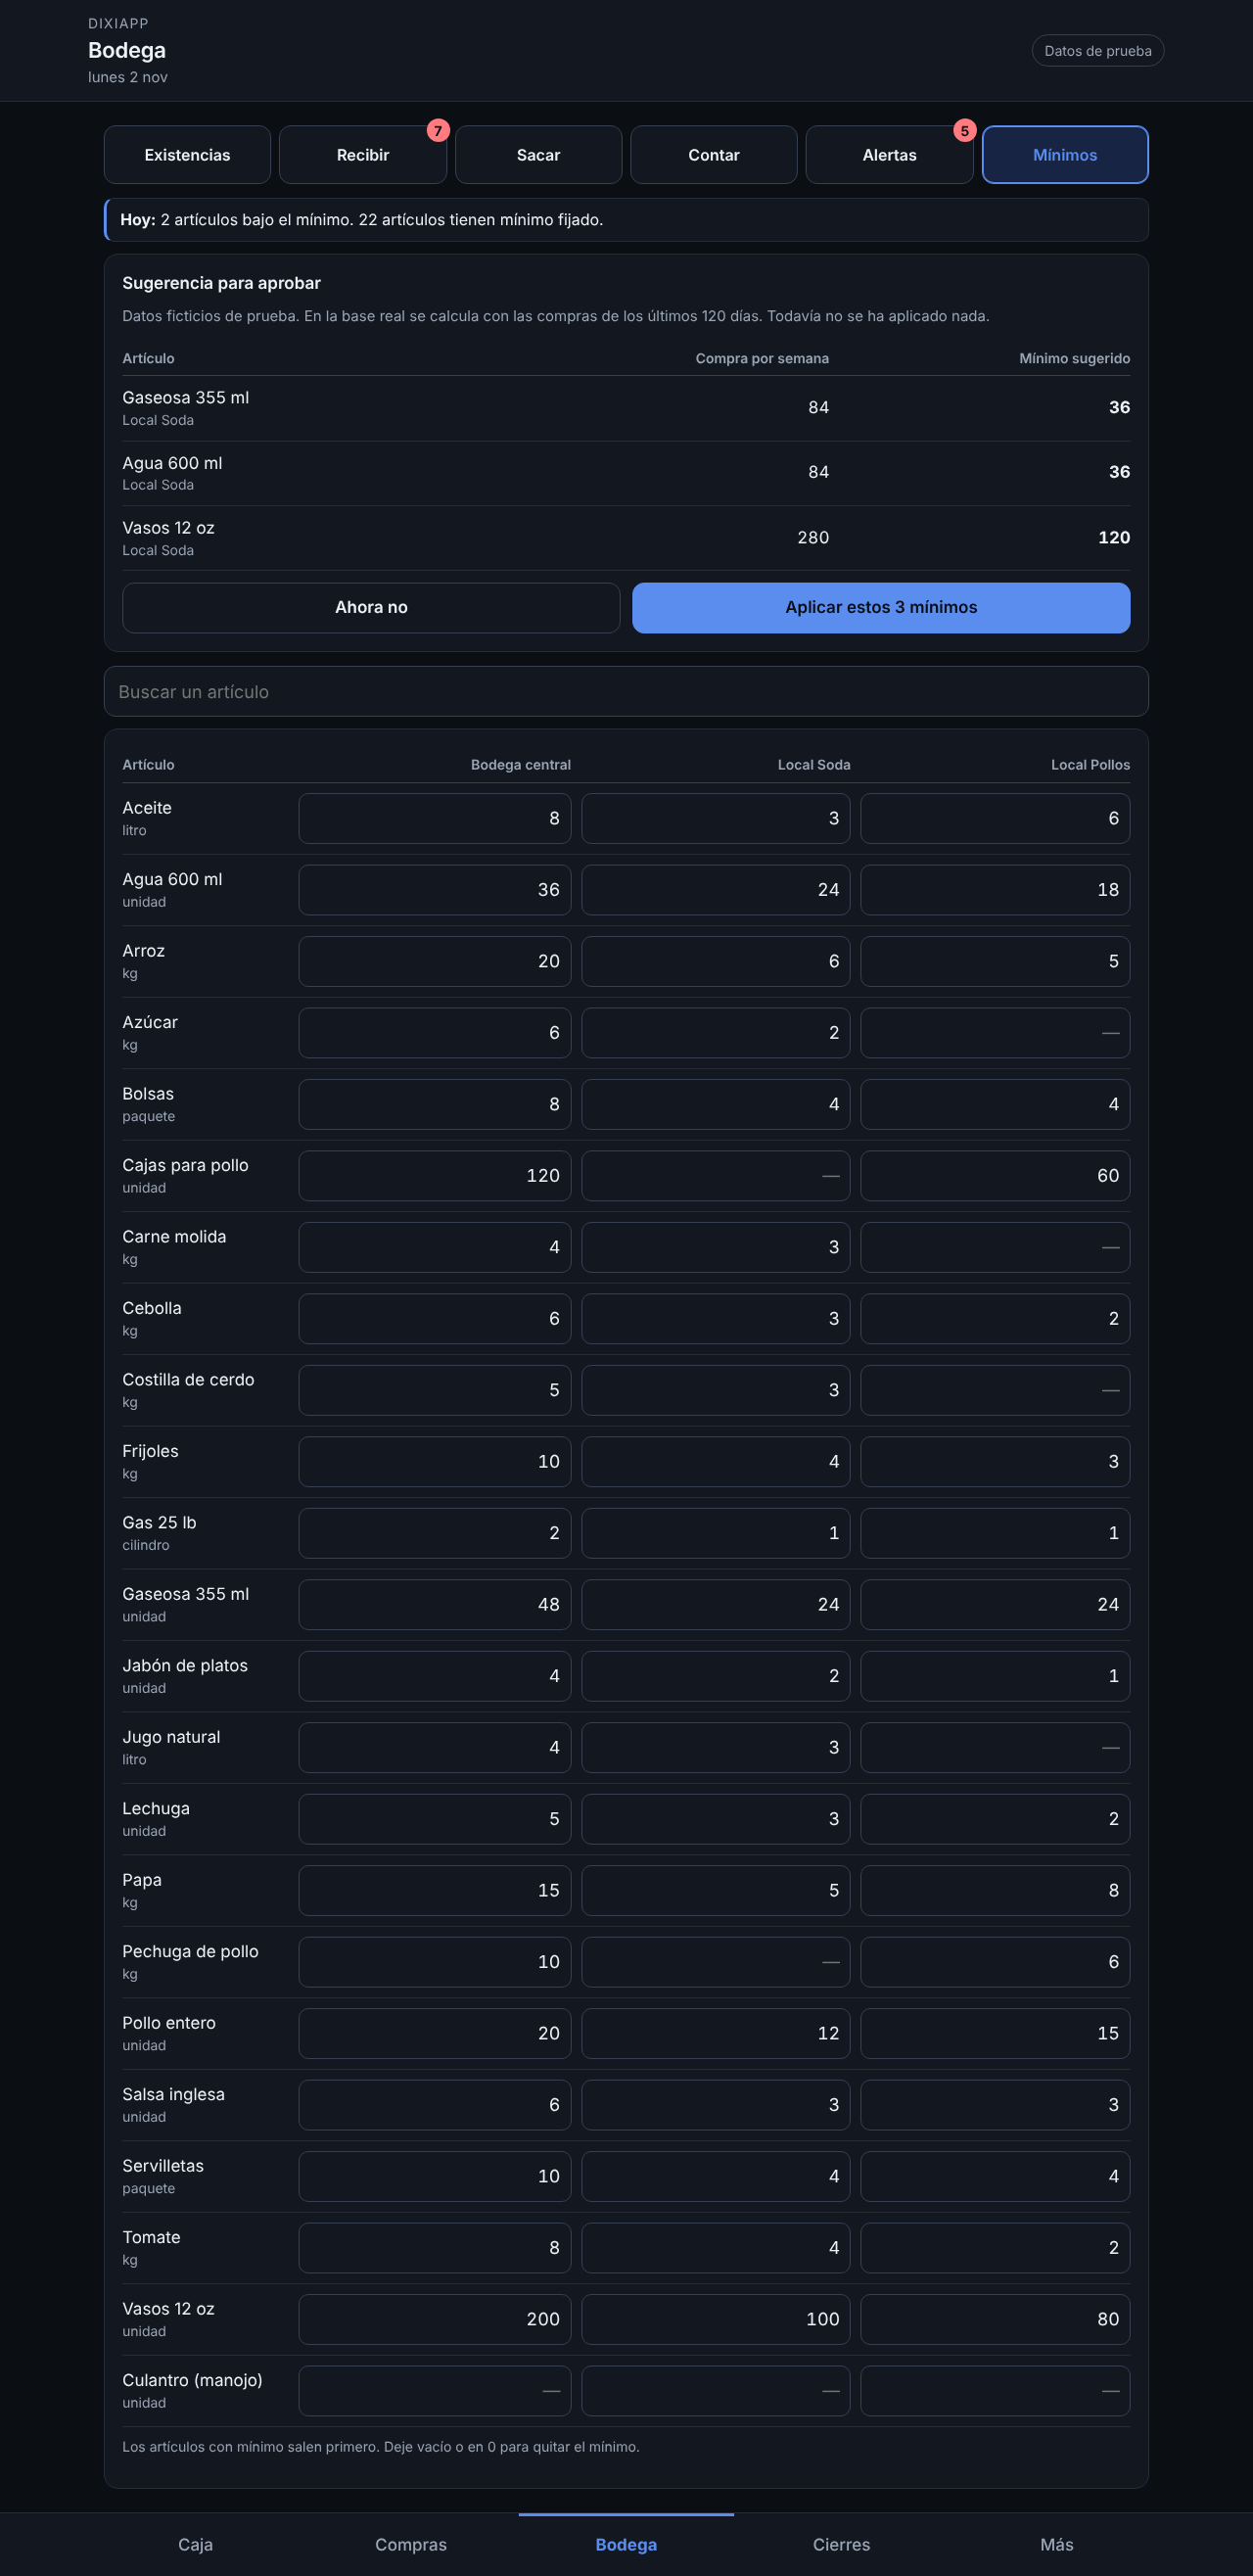 DIXIAPP
Bodega
lunes 2 nov
Datos de prueba
Existencias
Recibir
7
Sacar
Contar
Alertas
5
Mínimos
Hoy: 2 artículos bajo el mínimo. 22 artículos tienen mínimo fijado.
Sugerencia para aprobar
Datos ficticios de prueba. En la base real se calcula con las compras de los últimos 120 días. Todavía no se ha aplicado nada.
Artículo Compra por semana Mínimo sugerido
Gaseosa 355 ml 84 36
Local Soda
Agua 600 ml 84 36
Local Soda
Vasos 12 oz 280 120
Local Soda
Ahora no
Aplicar estos 3 mínimos
Buscar un artículo
Artículo Bodega central Local Soda Local Pollos
Aceite 8 3 6
litro
Agua 600 ml 36 24 18
unidad
Arroz 20 6 5
kg
Azúcar 6 2 —
kg
Bolsas 8 4 4
paquete
Cajas para pollo 120 — 60
unidad
Carne molida 4 3 —
kg
Cebolla 6 3 2
kg
Costilla de cerdo 5 3 —
kg
Frijoles 10 4 3
kg
Gas 25 lb 2 1 1
cilindro
Gaseosa 355 ml 48 24 24
unidad
Jabón de platos 4 2 1
unidad
Jugo natural 4 3 —
litro
Lechuga 5 3 2
unidad
Papa 15 5 8
kg
Pechuga de pollo 10 — 6
kg
Pollo entero 20 12 15
unidad
Salsa inglesa 6 3 3
unidad
Servilletas 10 4 4
paquete
Tomate 8 4 2
kg
Vasos 12 oz 200 100 80
unidad
Culantro (manojo) — — —
unidad
Los artículos con mínimo salen primero. Deje vacío o en 0 para quitar el mínimo.
Caja
Compras
Bodega
Cierres
Más